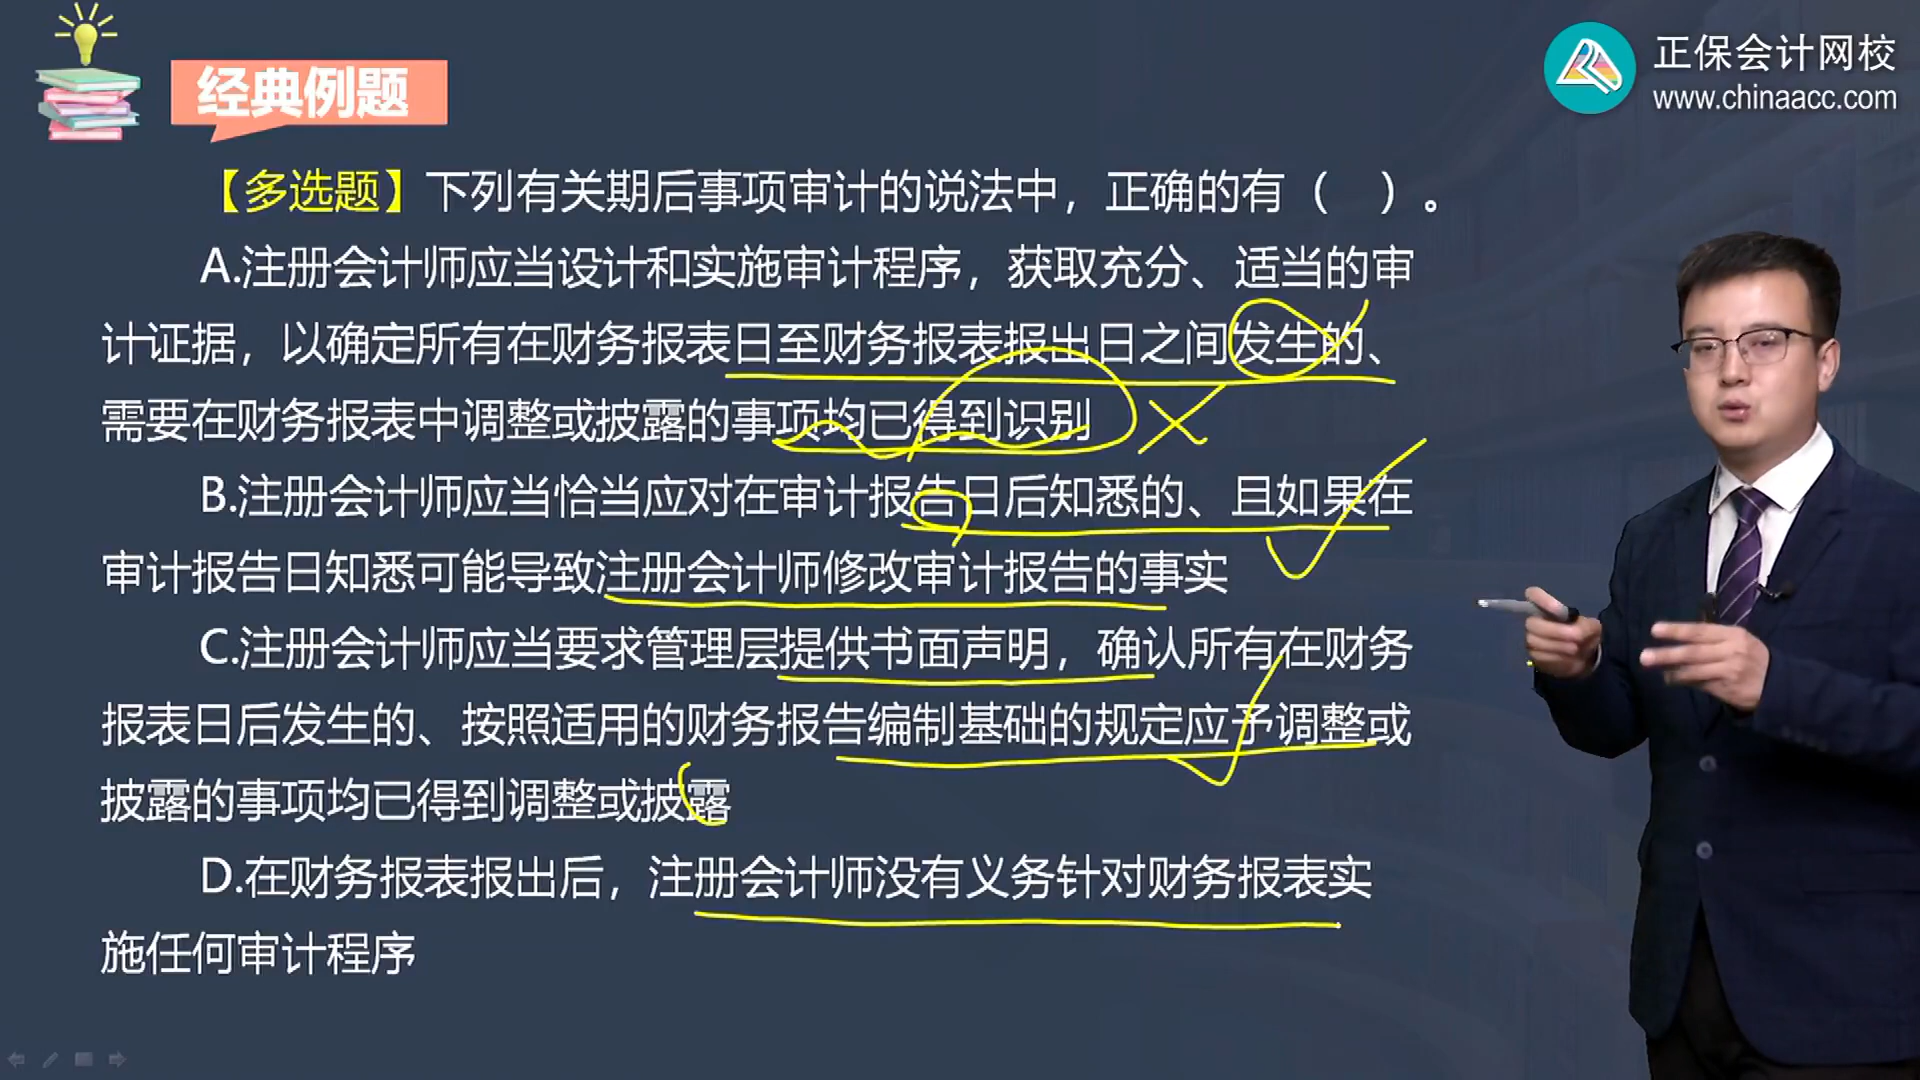 正保会计网校
www.chinaacc.com
经典例题
【多选题】下列有关期后事项审计的说法中，正确的有（ ）。
A.注册会计师应当设计和实施审计程序，获取充分、适当的审
计证据，以确定所有在财务报表日至财务报表报出日之间发生的、
需要在财务报表中调整或披露的事项均已得到识别
B.注册会计师应当恰当应对在审计报告日后知悉的、且如果在
审计报告日知悉可能导致注册会计师修改审计报告的事实
C.注册会计师应当要求管理层提供书面声明，确认所有在财务
报表日后发生的、按照适用的财务报告编制基础的规定应予调整或
披露的事项均已得到调整或披露
D.在财务报表报出后，注册会计师没有义务针对财务报表实
施任何审计程序